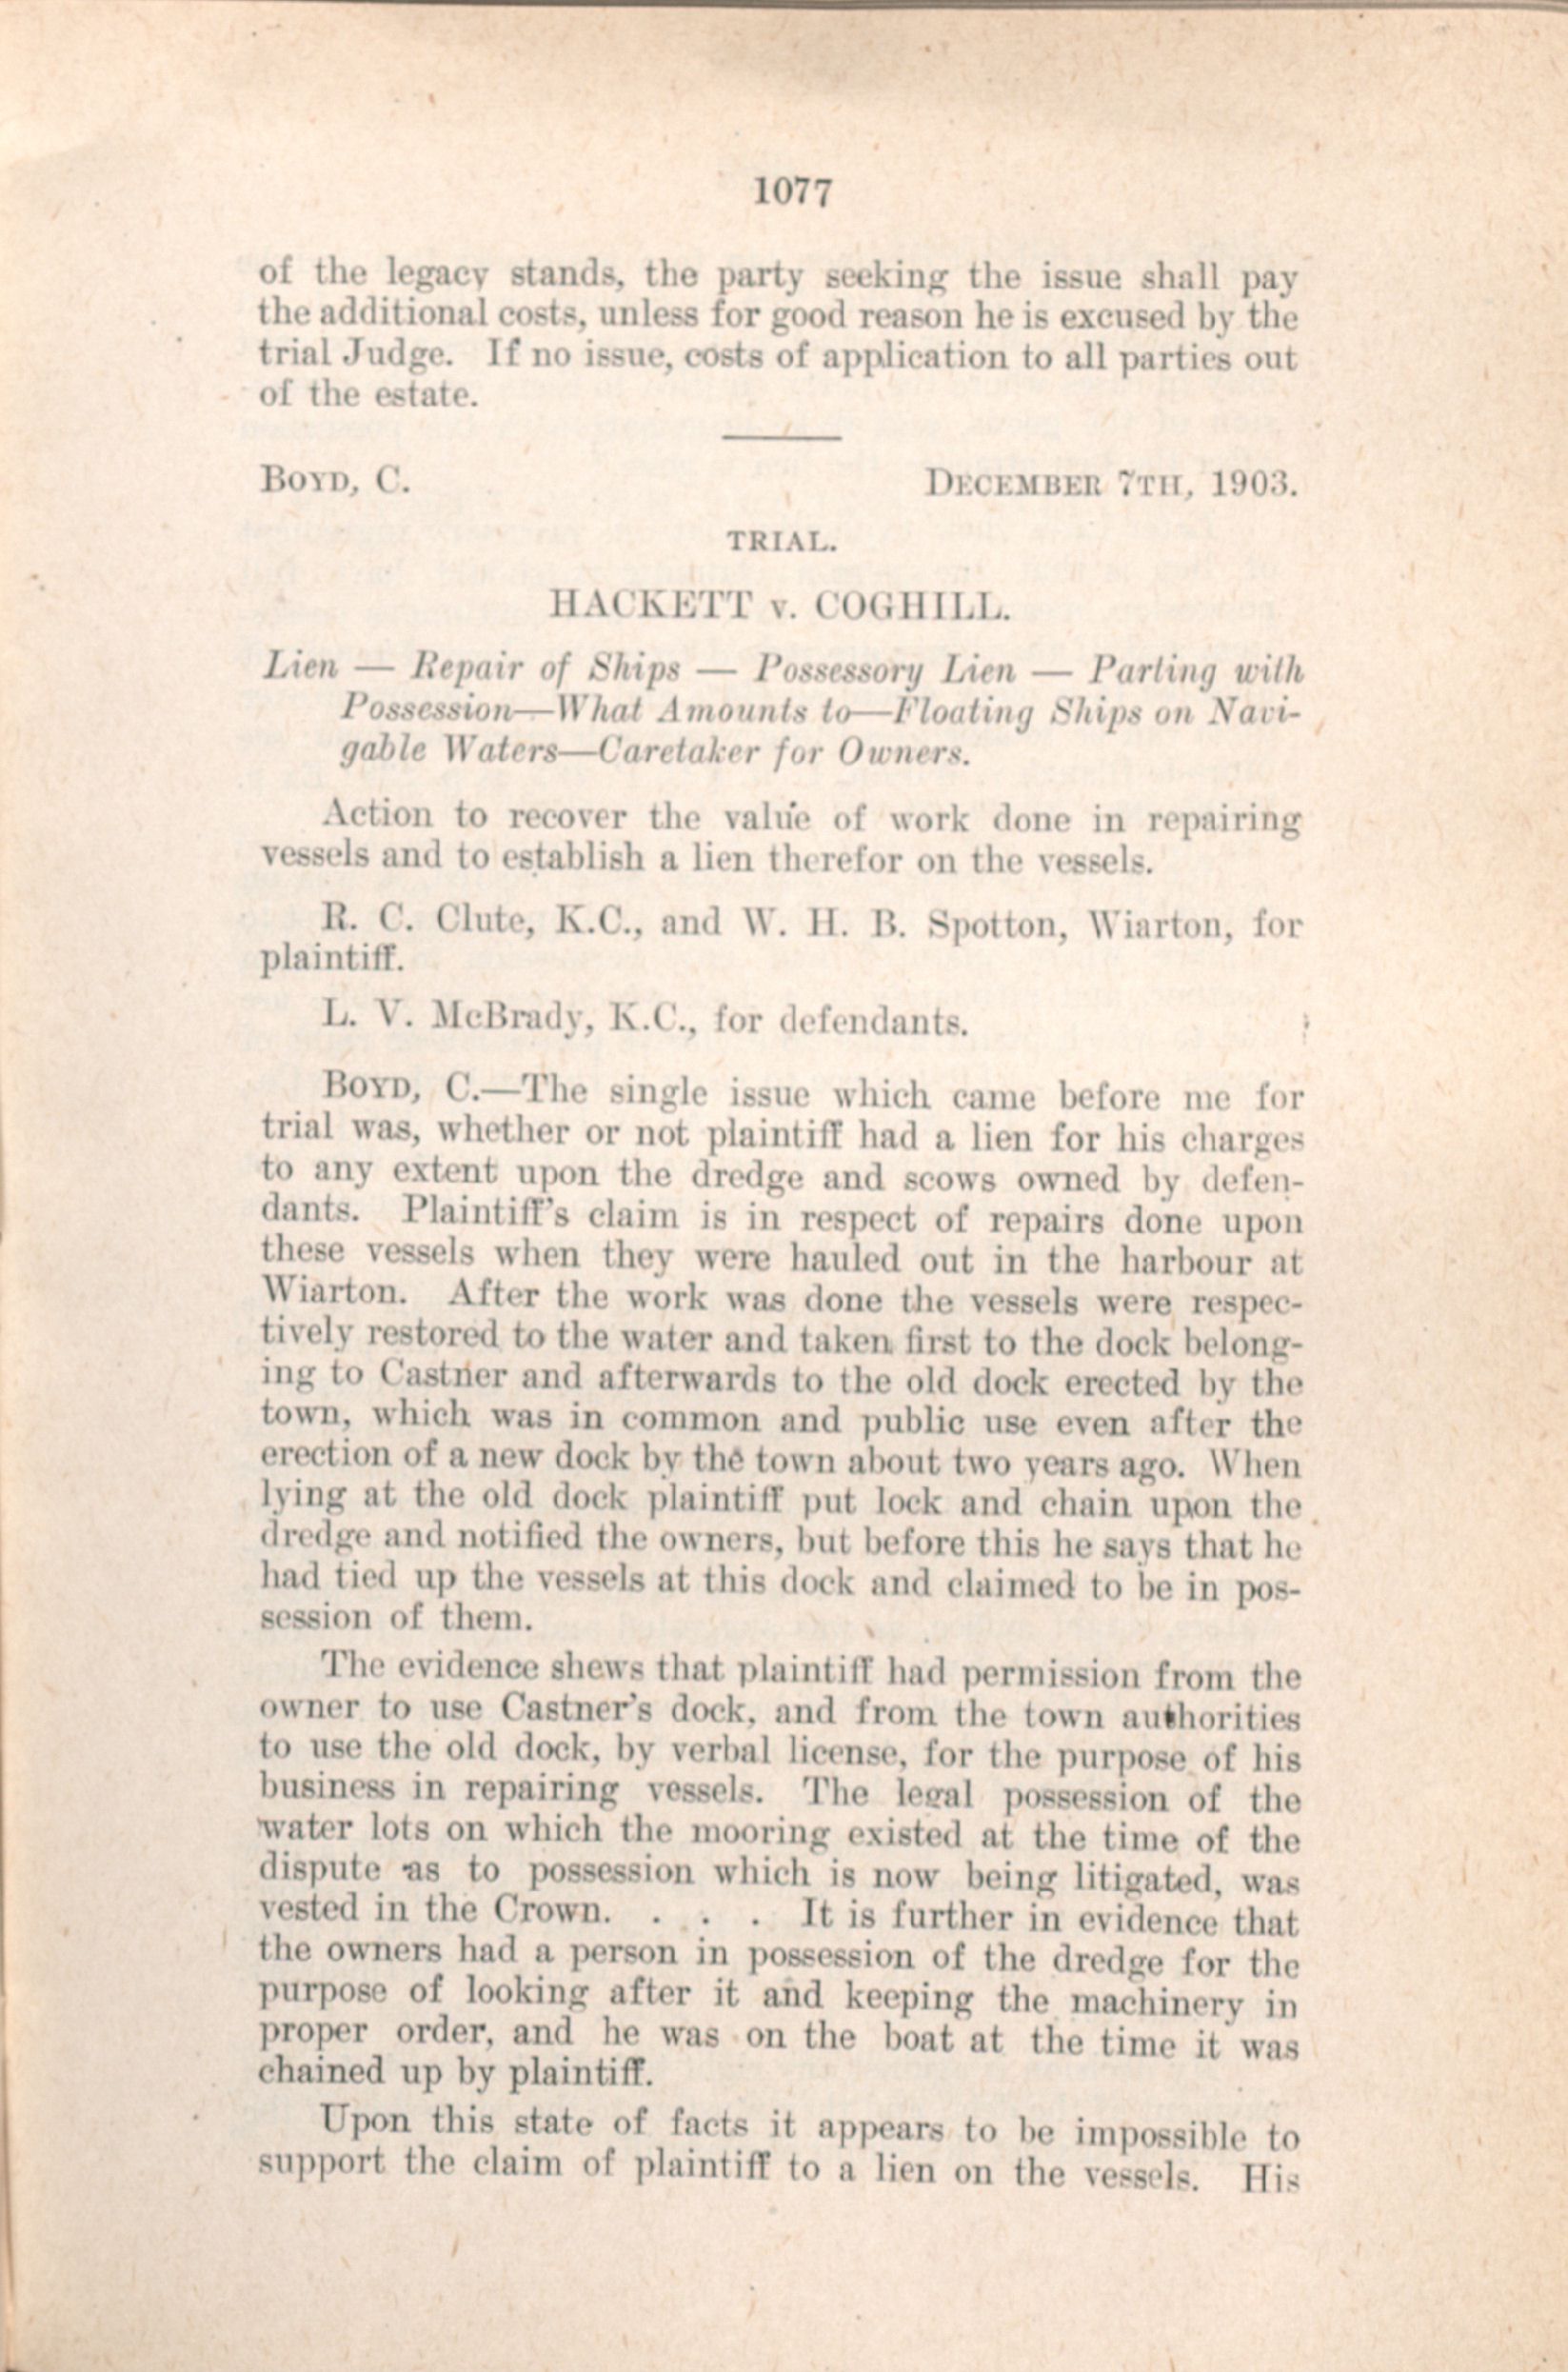 1077
of the legacy stands, the party seeking the issue shall pay
the additional costs, unless for good reason he is excused by the
trial Judge. If no issue, costs of application to all parties out
of the estate.
BOYD, C. DECEMBER 7TH, 1903.
TRIAL.
HACKETT v. COGHILL.
Lien — Repair of Ships — Possessory Lien — Parting with
Possession—What Amounts to—Floating Ships on Navi-
gable Waters—Caretaker for Owners.
Action to recover the value of work done in repairing
vessels and to establish a lien therefor on the vessels.
R. C. Clute, K.C., and W. H. B. Spotton, Wiarton, for
plaintiff.
L. V. McBrady, K.C., for defendants.
BOYD, C.—The single issue which came before me for
trial was, whether or not plaintiff had a lien for his charges
to any extent upon the dredge and scows owned by defen-
dants. Plaintiff's claim is in respect of repairs done upon
these vessels when they were hauled out in the harbour at
Wiarton. After the work was done the vessels were respec-
tively restored to the water and taken first to the dock belong-
ing to Castner and afterwards to the old dock erected by the
town, which was in common and public use even after the
erection of a new dock by the town about two years ago. When
lying at the old dock plaintiff put lock and chain upon the
dredge and notified the owners, but before this he says that he
had tied up the vessels at this dock and claimed to be in pos-
session of them.
The evidence shews that plaintiff had permission from the
owner to use Castner's dock, and from the town authorities
to use the old dock, by verbal license, for the purpose of his
business in repairing vessels. The legal possession of the
water lots on which the mooring existed at the time of the
dispute as to possession which is now being litigated, was
vested in the Crown. . . . It is further in evidence that
the owners had a person in possession of the dredge for the
purpose of looking after it and keeping the machinery in
proper order, and he was on the boat at the time it was
chained up by plaintiff.
Upon this state of facts it appears to be impossible to
support the claim of plaintiff to a lien on the vessels. His